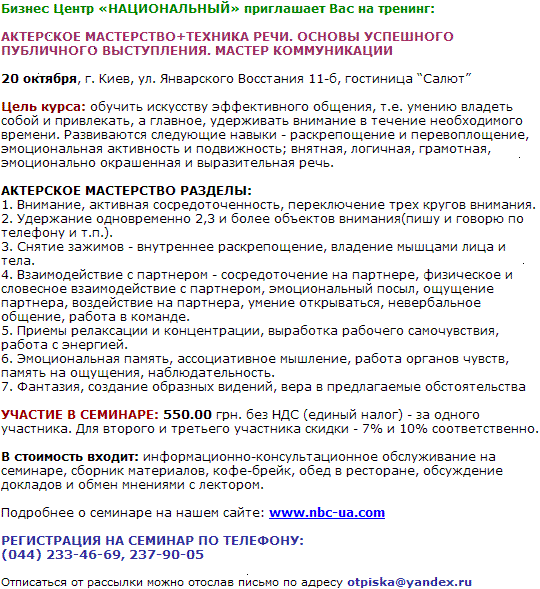 Бизнес Центр «НАЦИОНАЛЬНЫЙ» приглашает Вас на тренинг:
АКТЕРСКОЕ МАСТЕРСТВО+ТЕХНИКА РЕЧИ. ОСНОВЫ УСПЕШНОГО
ПУБЛИЧНОГО ВЫСТУПЛЕНИЯ. МАСТЕР КОММУНИКАЦИИ
20 октября, г. Киев, ул. Январского Восстания 11-б, гостиница “Салют”
Цель курса: обучить искусству эффективного общения, т.е. умению владеть
собой и привлекать, а главное, удерживать внимание в течение необходимого
времени. Развиваются следующие навыки - раскрепощение и перевоплощение,
эмоциональная активность и подвижность; внятная, логичная, грамотная,
эмоционально окрашенная и выразительная речь.
АКТЕРСКОЕ МАСТЕРСТВО РАЗДЕЛЫ:
1. Внимание, активная сосредоточенность, переключение трех кругов внимания.
2. Удержание одновременно 2,3 и более объектов внимания(пишу и говорю по
телефону и т.п.).
3. Снятие зажимов - внутреннее раскрепощение, владение мышцами лица и
тела.
4. Взаимодействие с партнером - сосредоточение на партнере, физическое и
словесное взаимодействие с партнером, эмоциональный посыл, ощущение
партнера, воздействие на партнера, умение открываться, невербальное
общение, работа в команде.
5. Приемы релаксации и концентрации, выработка рабочего самочувствия,
работа с энергией.
6. Эмоциональная память, ассоциативное мышление, работа органов чувств,
память на ощущения, наблюдательность.
7. Фантазия, создание образных видений, вера в предлагаемые обстоятельства
УЧАСТИЕ В СЕМИНАРЕ: 550.00 грн. без НДС (единый налог) - за одного
участника. Для второго и третьего участника скидки - 7% и 10% соответственно.
В стоимость входит: информационно-консультационное обслуживание на
семинаре, сборник материалов, кофе-брейк, обед в ресторане, обсуждение
докладов и обмен мнениями с лектором.
Подробнее о семинаре на нашем сайте: www.nbc-ua.com
РЕГИСТРАЦИЯ НА СЕМИНАР ПО ТЕЛЕФОНУ:
(044) 233-46-69, 237-90-05
Отписаться от рассылки можно отослав письмо по адресу otpiska@yandex.ru